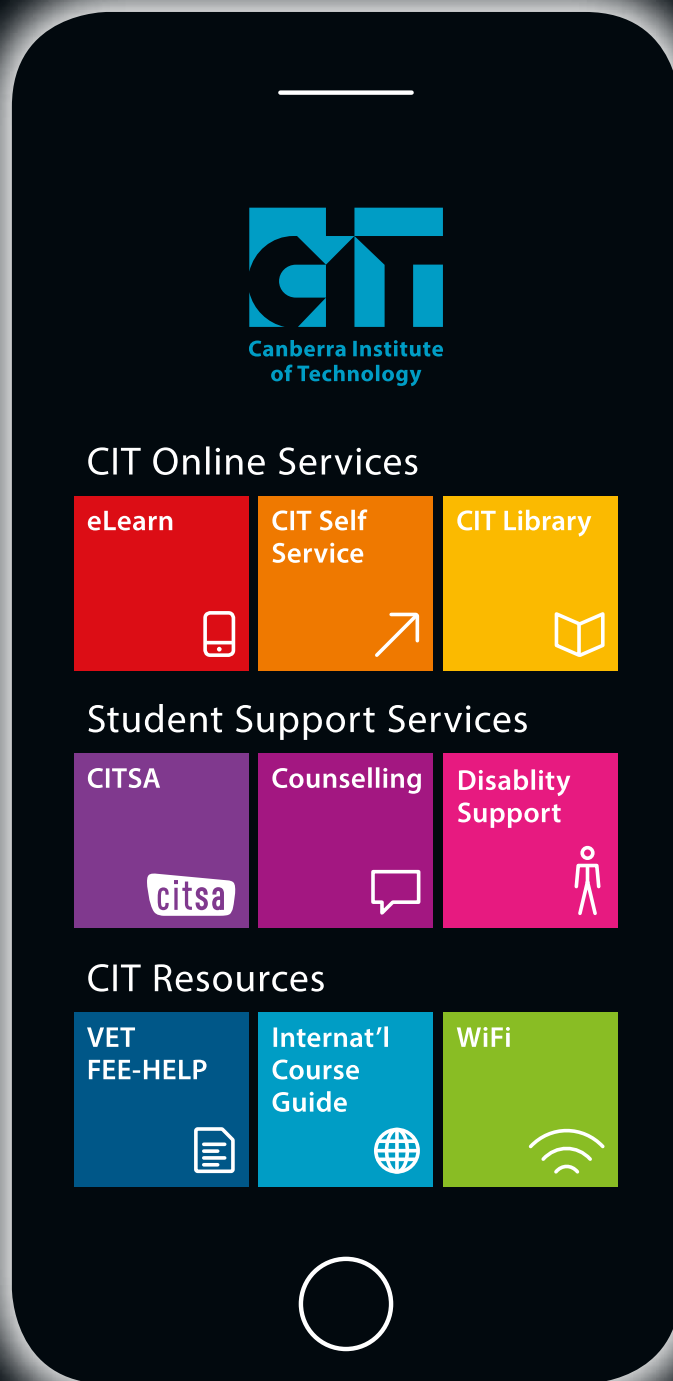 CIT
Canberra Institute
of Technology
CIT Online Services
eLearn
CIT Self
Service
CIT Library
Student Support Services
CITSA
citsa
Counselling
Disablity
Support
CIT Resources
VET
FEE-HELP
Internat’l
Course
Guide
WiFi